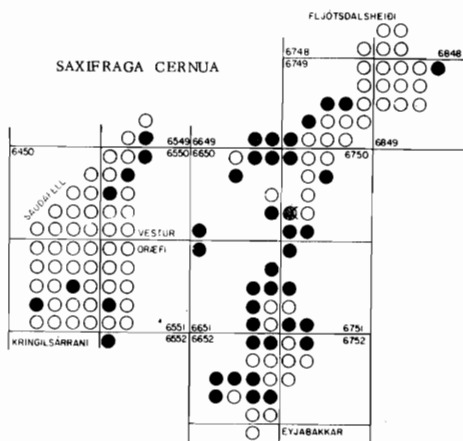 FLJÓTSDALSHEIÐI
SAXIFRAGA CERNUA
6748 6848
6749
6549 6649
6450 6550 6650 6750 6849
SAUÐAFELL
VESTUR
ÖRÆFI
6551 6651 6751
KRINGILSÁRRANI 6552 6652 6752
EYJABAKKAR